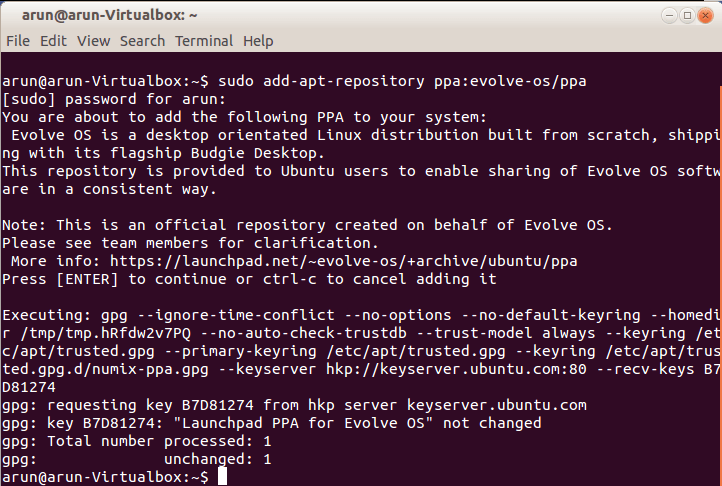 arun@arun-Virtualbox: ~
File Edit View Search Terminal Help
arun@arun-Virtualbox:~$ sudo add-apt-repository ppa:evolve-os/ppa
[sudo] password for arun:
You are about to add the following PPA to your system:
 Evolve OS is a desktop orientated Linux distribution built from scratch, shippi
ng with its flagship Budgie Desktop.
This repository is provided to Ubuntu users to enable sharing of Evolve OS softw
are in a consistent way.
Note: This is an official repository created on behalf of Evolve OS.
Please see team members for clarification.
 More info: https://launchpad.net/~evolve-os/+archive/ubuntu/ppa
Press [ENTER] to continue or ctrl-c to cancel adding it
Executing: gpg --ignore-time-conflict --no-options --no-default-keyring --homedi
r /tmp/tmp.hRfdw2v7PQ --no-auto-check-trustdb --trust-model always --keyring /et
c/apt/trusted.gpg --primary-keyring /etc/apt/trusted.gpg --keyring /etc/apt/trus
ted.gpg.d/numix-ppa.gpg --keyserver hkp://keyserver.ubuntu.com:80 --recv-keys B7
D81274
gpg: requesting key B7D81274 from hkp server keyserver.ubuntu.com
gpg: key B7D81274: "Launchpad PPA for Evolve OS" not changed
gpg: Total number processed: 1
gpg:              unchanged: 1
arun@arun-Virtualbox:~$